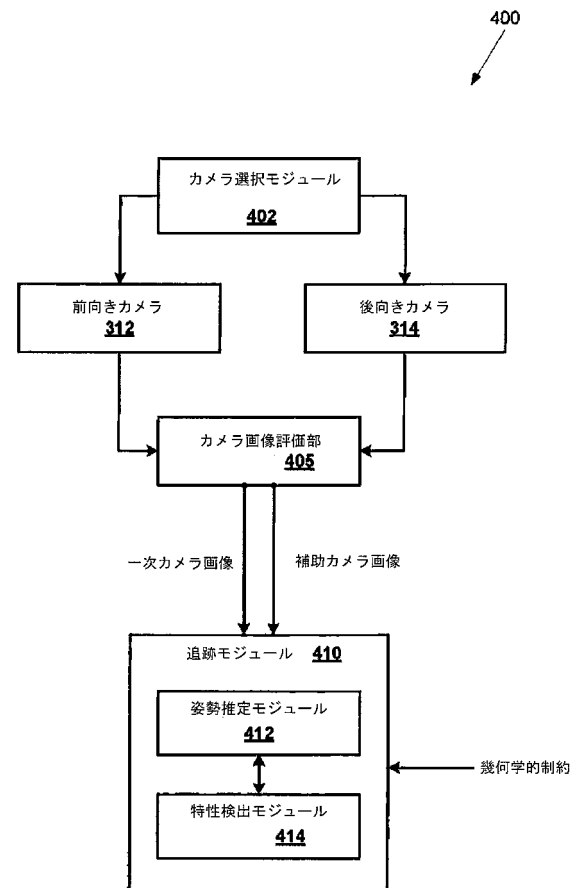 400
カメラ選択モジュール
402
前向きカメラ
312
後向きカメラ
314
カメラ画像評価部
405
一次カメラ画像
補助カメラ画像
追跡モジュール 410
姿勢推定モジュール
412
幾何学的制約
特性検出モジュール
414